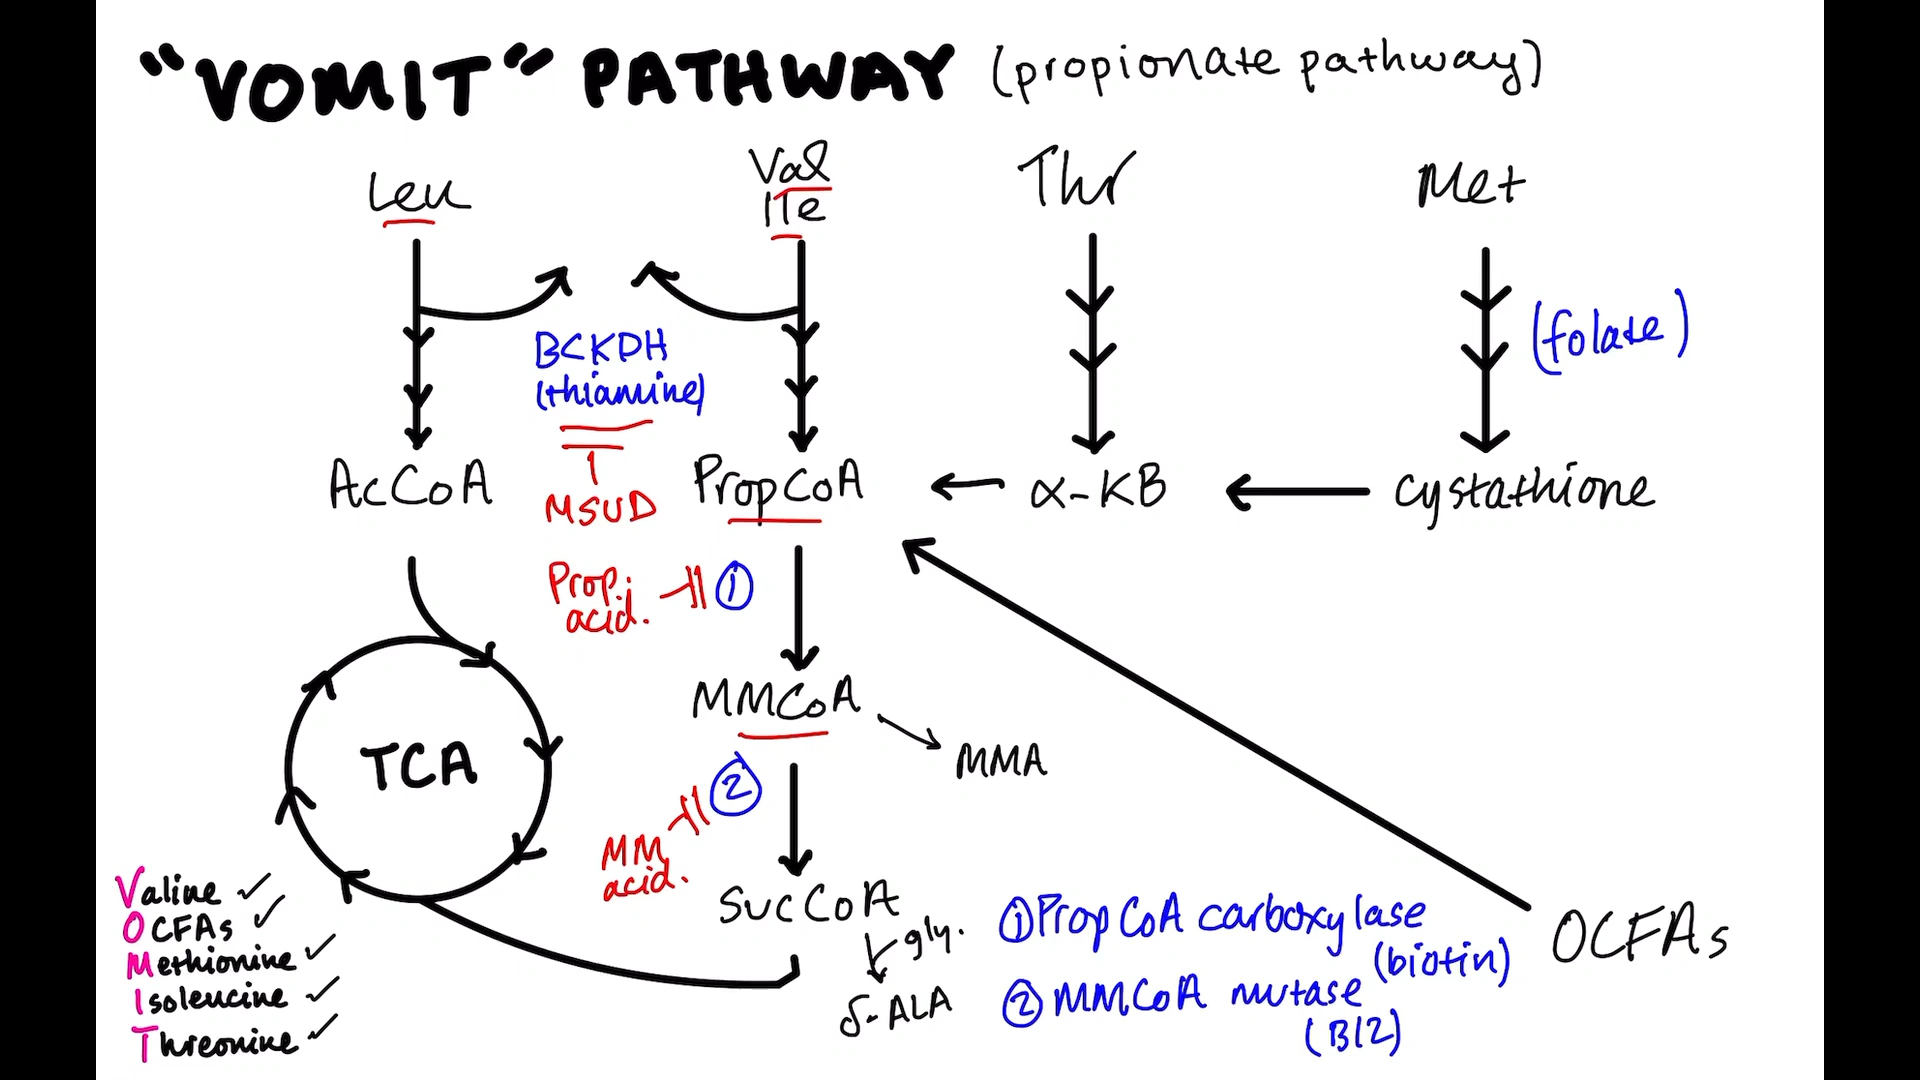 "VOMIT" PATHWAY (propionate pathway)
Leu
Val
Ile
Thr
Met
BCKDH
(thiamine)
(folate)
MSUD
AcCoA
PropCoA
α-KB
cystathione
Prop.
acid.
1
MMCoA
MMA
TCA
2
MM
acid.
SucCoA
gly.
δ-ALA
OCFAs
① PropCoA carboxylase
(biotin)
② MMCoA mutase
(B12)
Valine ✓
OCFAs ✓
Methionine ✓
Isoleucine ✓
Threonine ✓